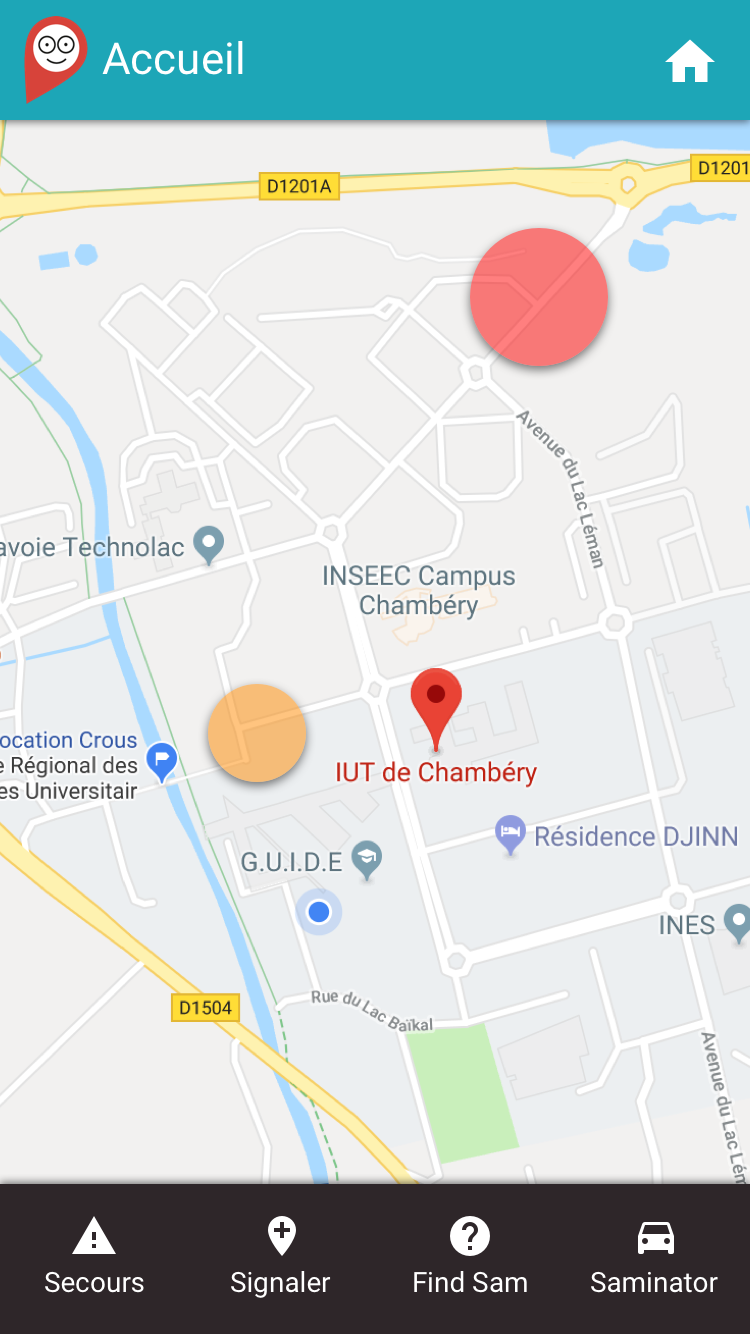 Accueil
D1201A
D1201
Avenue du Lac Léman
avoie Technolac
INSEEC Campus
Chambéry
ocation Crous
e Régional des
es Universitair
IUT de Chambéry
Résidence DJINN
G.U.I.D.E
INES
D1504
Rue du Lac Baïkal
Avenue du Lac Lém
Secours
Signaler
Find Sam
Saminator